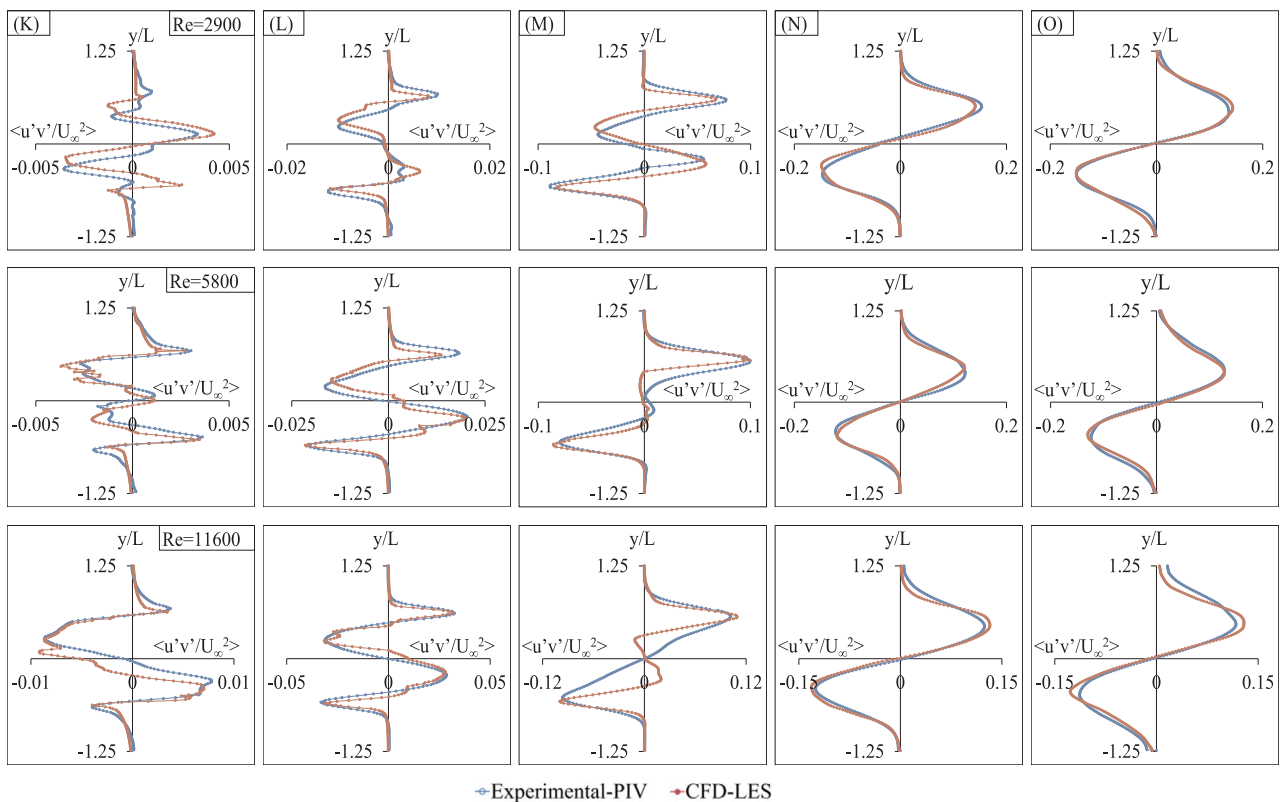 (K) Re=2900 (L) (M) (N) (O)
y/L y/L y/L y/L y/L
1.25 1.25 1.25 1.25 1.25
<u'v'/U∞²> <u'v'/U∞²> <u'v'/U∞²> <u'v'/U∞²> <u'v'/U∞²>
-0.005 0 0.005 -0.02 0 0.02 -0.1 0 0.1 -0.2 0 0.2 -0.2 0 0.2
-1.25 -1.25 -1.25 -1.25 -1.25
Re=5800
y/L y/L y/L y/L y/L
1.25 1.25 1.25 1.25 1.25
<u'v'/U∞²> <u'v'/U∞²> <u'v'/U∞²> <u'v'/U∞²> <u'v'/U∞²>
-0.005 0 0.005 -0.025 0 0.025 -0.1 0 0.1 -0.2 0 0.2 -0.2 0 0.2
-1.25 -1.25 -1.25 -1.25 -1.25
Re=11600
y/L y/L y/L y/L y/L
1.25 1.25 1.25 1.25 1.25
<u'v'/U∞²> <u'v'/U∞²> <u'v'/U∞²> <u'v'/U∞²> <u'v'/U∞²>
-0.01 0 0.01 -0.05 0 0.05 -0.12 0 0.12 -0.15 0 0.15 -0.15 0 0.15
-1.25 -1.25 -1.25 -1.25 -1.25
Experimental-PIV CFD-LES